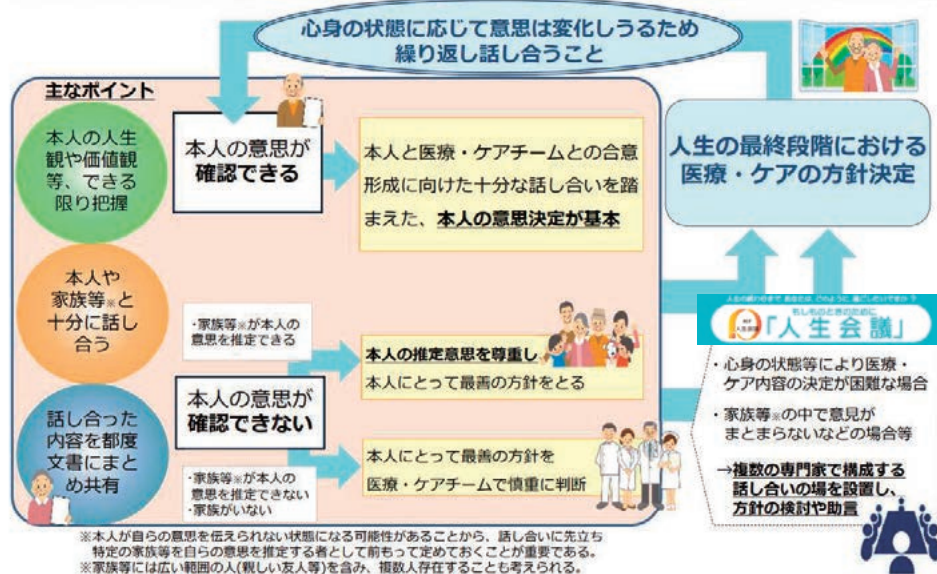 心身の状態に応じて意思は変化しうるため
繰り返し話し合うこと
主なポイント
本人の人生
観や価値観
等、できる
限り把握
本人の意思が
確認できる
本人と医療・ケアチームとの合意
形成に向けた十分な話し合いを踏
まえた、本人の意思決定が基本
人生の最終段階における
医療・ケアの方針決定
本人や
家族等※と
十分に話し
合う
・家族等※が本人の
意思を推定できる
本人の推定意思を尊重し
本人にとって最善の方針をとる
話し合った
内容を都度
文書にまと
め共有
本人の意思が
確認できない
・家族等※が本人の
意思を推定できない
・家族がいない
本人にとって最善の方針を
医療・ケアチームで慎重に判断
もしものときのために
「人生会議」
人生会議
・心身の状態等により医療・
ケア内容の決定が困難な場合
・家族等※の中で意見が
まとまらないなどの場合等
→複数の専門家で構成する
話し合いの場を設置し、
方針の検討や助言
※本人が自らの意思を伝えられない状態になる可能性があることから、話し合いに先立ち
特定の家族等を自らの意思を推定する者として前もって定めておくことが重要である。
※家族等には広い範囲の人(親しい友人等)を含み、複数人存在することも考えられる。